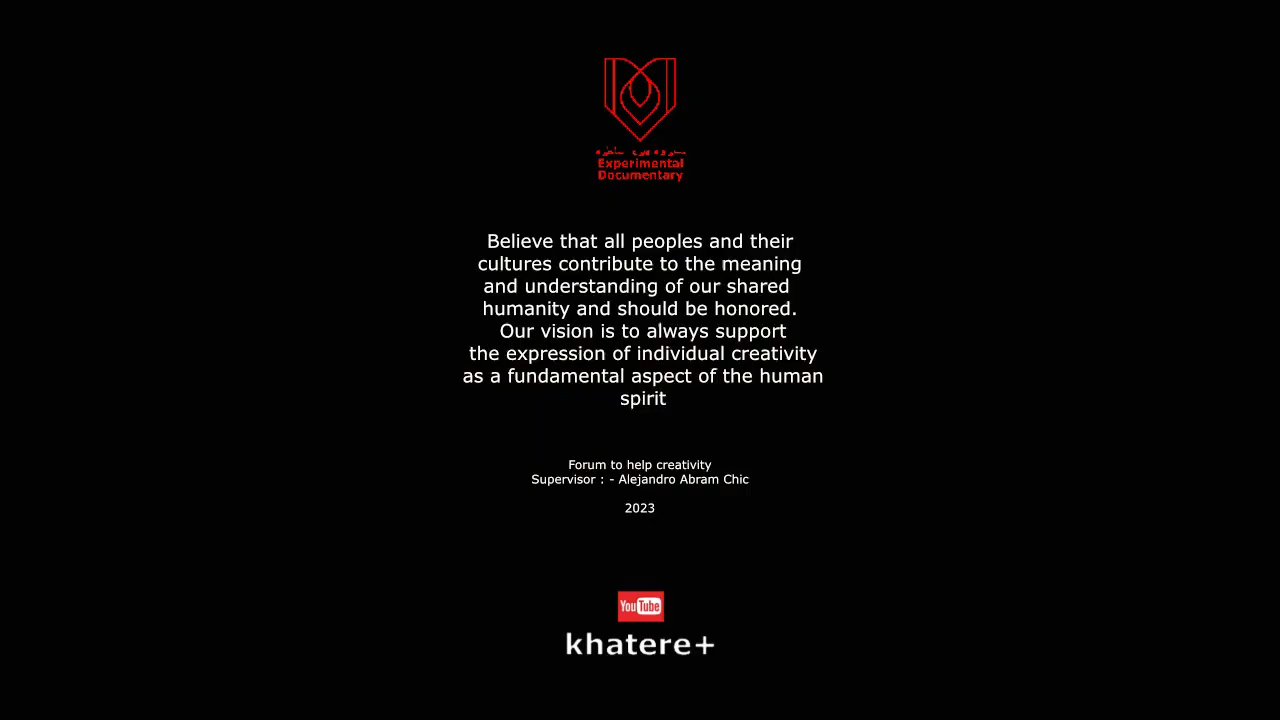 Experimental
Documentary
Believe that all peoples and their
cultures contribute to the meaning
and understanding of our shared
humanity and should be honored.
Our vision is to always support
the expression of individual creativity
as a fundamental aspect of the human
spirit
Forum to help creativity
Supervisor : - Alejandro Abram Chic
2023
YouTube
khatere+